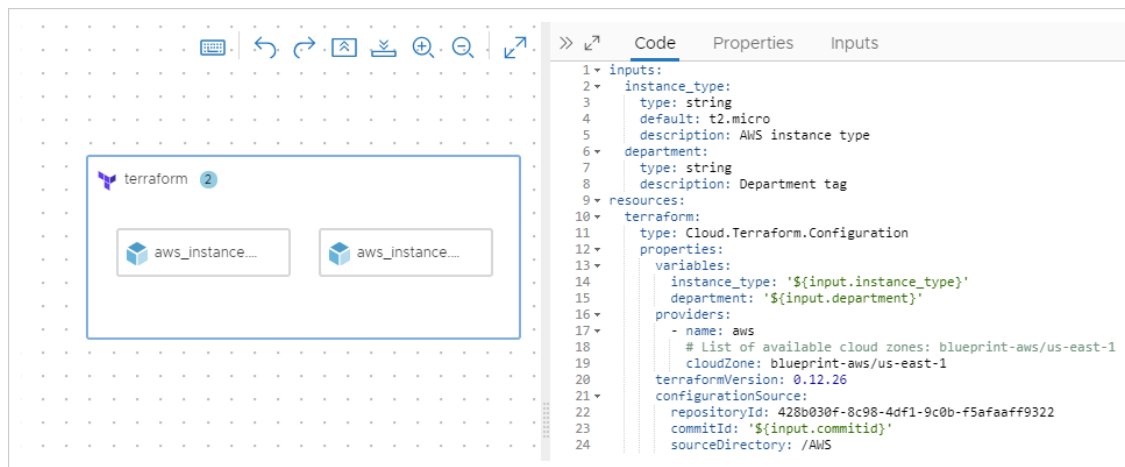 terraform 2
aws_instance....
aws_instance....
Code Properties Inputs
1 inputs:
2   instance_type:
3     type: string
4     default: t2.micro
5     description: AWS instance type
6   department:
7     type: string
8     description: Department tag
9 resources:
10   terraform:
11     type: Cloud.Terraform.Configuration
12     properties:
13       variables:
14         instance_type: '${input.instance_type}'
15         department: '${input.department}'
16       providers:
17         - name: aws
18           # List of available cloud zones: blueprint-aws/us-east-1
19           cloudZone: blueprint-aws/us-east-1
20       terraformVersion: 0.12.26
21       configurationSource:
22         repositoryId: 428b030f-8c98-4df1-9c0b-f5afaaff9322
23         commitId: '${input.commitid}'
24         sourceDirectory: /AWS